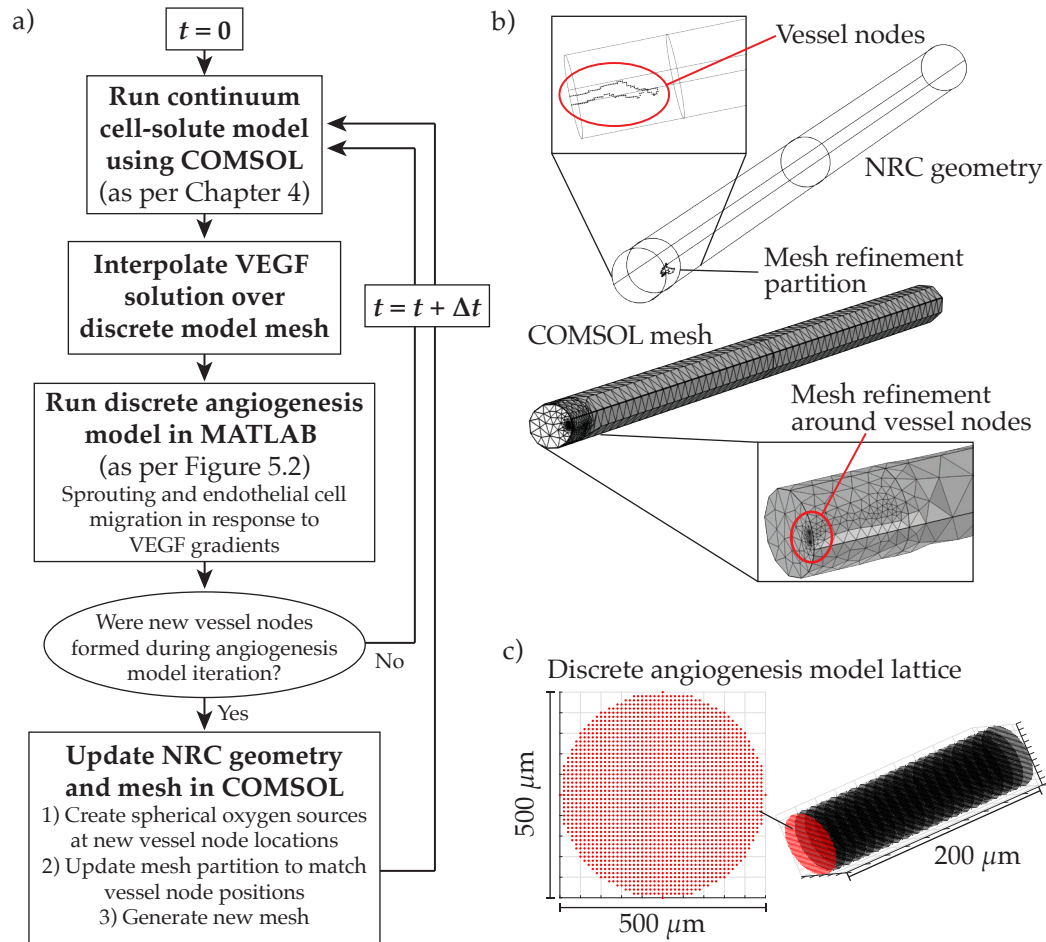 a)
t = 0
Run continuum
cell-solute model
using COMSOL
(as per Chapter 4)
Interpolate VEGF
solution over
discrete model mesh
t = t + Δt
Run discrete angiogenesis
model in MATLAB
(as per Figure 5.2)
Sprouting and endothelial cell
migration in response to
VEGF gradients
Were new vessel nodes
formed during angiogenesis
model iteration?
No
Yes
Update NRC geometry
and mesh in COMSOL
1) Create spherical oxygen sources
at new vessel node locations
2) Update mesh partition to match
vessel node positions
3) Generate new mesh
b)
Vessel nodes
NRC geometry
Mesh refinement
partition
COMSOL mesh
Mesh refinement
around vessel nodes
c)
Discrete angiogenesis model lattice
500 μm
500 μm
200 μm